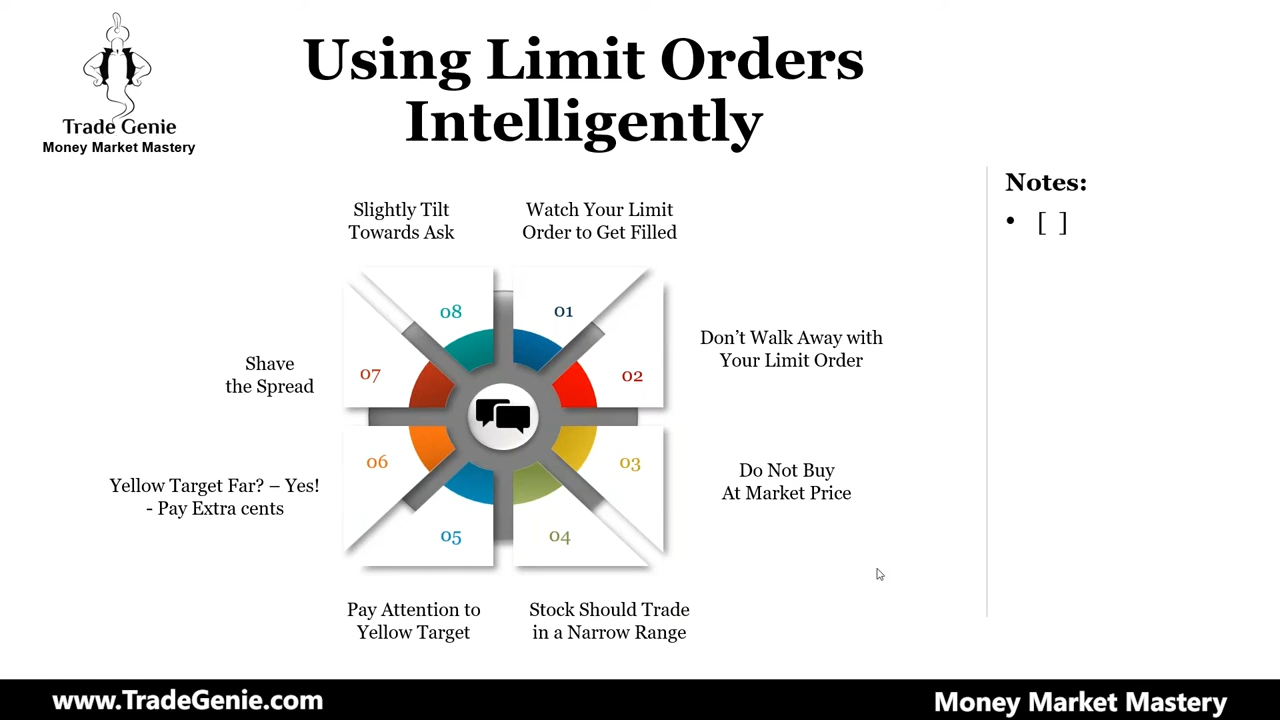 Trade Genie
Money Market Mastery
Using Limit Orders
Intelligently
Notes:
• [ ]
Slightly Tilt
Towards Ask
Watch Your Limit
Order to Get Filled
08
01
Don’t Walk Away with
Your Limit Order
Shave
the Spread
07
02
06
03
Do Not Buy
At Market Price
Yellow Target Far? – Yes!
- Pay Extra cents
05
04
Pay Attention to
Yellow Target
Stock Should Trade
in a Narrow Range
www.TradeGenie.com
Money Market Mastery